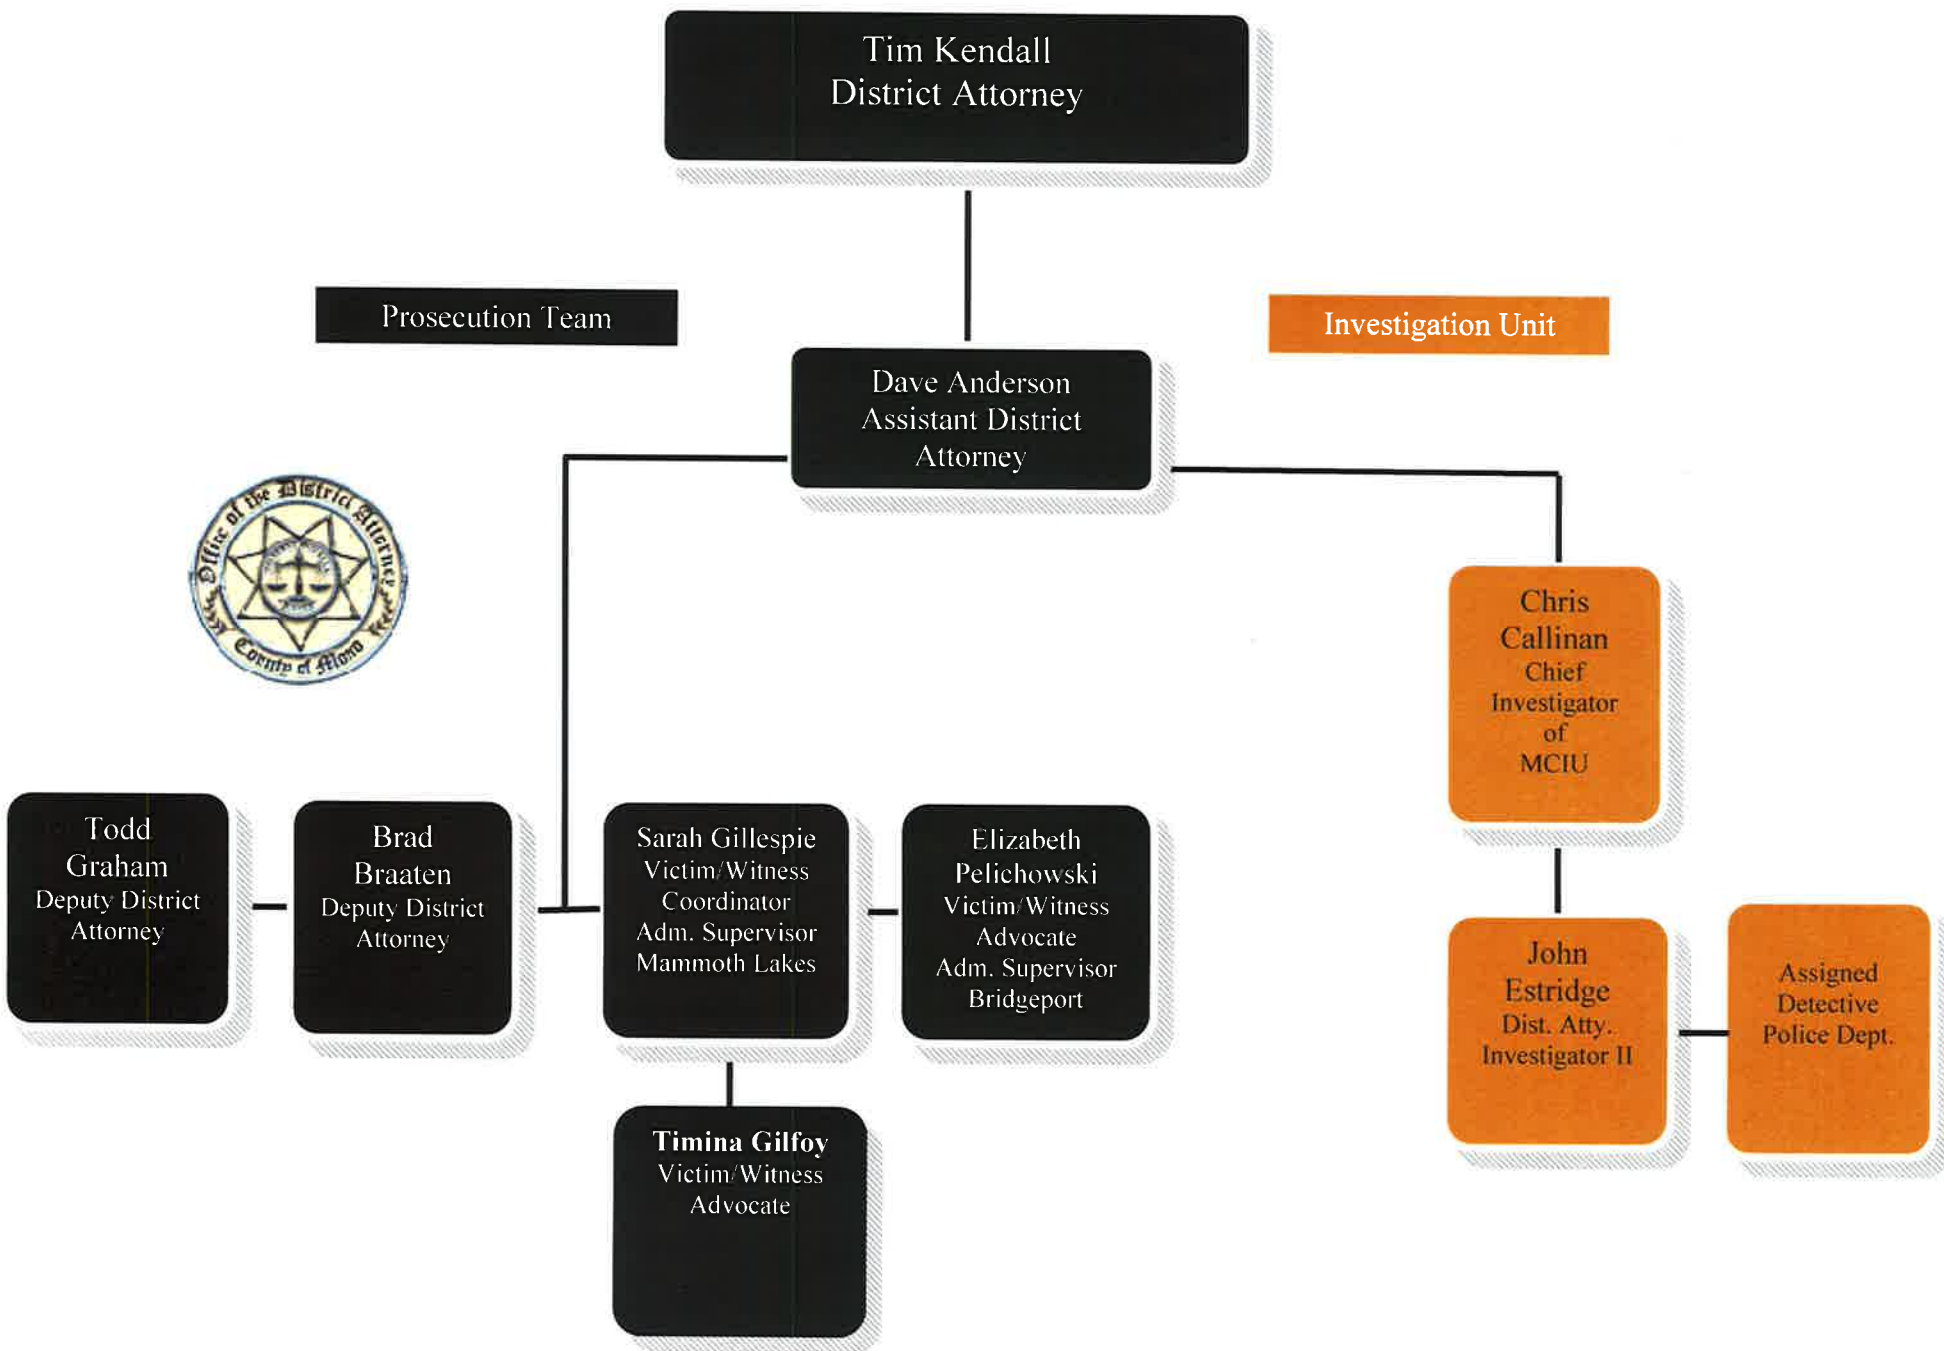 Tim Kendall
District Attorney
Prosecution Team
Investigation Unit
Dave Anderson
Assistant District
Attorney
Office of the District Attorney
County of Mono
Chris
Callinan
Chief
Investigator
of
MCIU
Todd
Graham
Deputy District
Attorney
Brad
Braaten
Deputy District
Attorney
Sarah Gillespie
Victim/Witness
Coordinator
Adm. Supervisor
Mammoth Lakes
Elizabeth
Pelichowski
Victim/Witness
Advocate
Adm. Supervisor
Bridgeport
John
Estridge
Dist. Atty.
Investigator II
Assigned
Detective
Police Dept.
Timina Gilfoy
Victim/Witness
Advocate